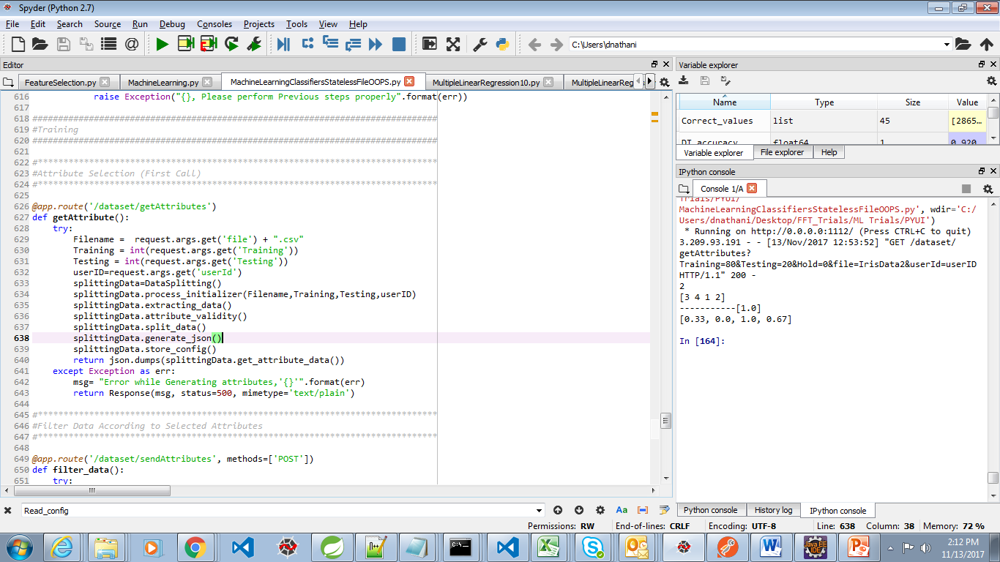 Spyder (Python 2.7)
File Edit Search Source Run Debug Consoles Projects Tools View Help
C:\Users\dnathani
Editor
FeatureSelection.py MachineLearning.py MachineLearningClassifiersStatelessFileOOPS.py MultipleLinearRegression10.py MultipleLinearReg
616 raise Exception("{}, Please perform Previous steps properly".format(err))
617
618 ###############################################################################
619 #Training
620 ###############################################################################
621
622 #******************************************************************************
623 #Attribute Selection (First Call)
624 #******************************************************************************
625
626 @app.route('/dataset/getAttributes')
627 def getAttribute():
628 try:
629 Filename = request.args.get('file') + ".csv"
630 Training = int(request.args.get('Training'))
631 Testing = int(request.args.get('Testing'))
632 userID=request.args.get('userId')
633 splittingData=DataSplitting()
634 splittingData.process_initializer(Filename,Training,Testing,userID)
635 splittingData.extracting_data()
636 splittingData.attribute_validity()
637 splittingData.split_data()
638 splittingData.generate_json()
639 splittingData.store_config()
640 return json.dumps(splittingData.get_attribute_data())
641 except Exception as err:
642 msg= "Error while Generating attributes,'{}'".format(err)
643 return Response(msg, status=500, mimetype='text/plain')
644
645 #******************************************************************************
646 #Filter Data According to Selected Attributes
647 #******************************************************************************
648
649 @app.route('/dataset/sendAttributes', methods=['POST'])
650 def filter_data():
651 try:
Read_config
Aa
Variable explorer
Name Type Size Value
Correct_values list 45 [2865...
DT_accuracy float64 1 0.920
Variable explorer File explorer Help
IPython console
Console 1/A
Trials/PYUI/
MachineLearningClassifiersStatelessFileOOPS.py', wdir='C:/
Users/dnathani/Desktop/FFT_Trials/ML Trials/PYUI')
* Running on http://0.0.0.0:1112/ (Press CTRL+C to quit)
3.209.93.191 - - [13/Nov/2017 12:53:52] "GET /dataset/
getAttributes?
Training=80&Testing=20&Hold=0&file=IrisData2&userId=userID
HTTP/1.1" 200 -
2
[3 4 1 2]
-----------[1.0]
[0.33, 0.0, 1.0, 0.67]
In [164]:
Python console History log IPython console
Permissions: RW End-of-lines: CRLF Encoding: UTF-8 Line: 638 Column: 38 Memory: 72 %
2:12 PM
11/13/2017